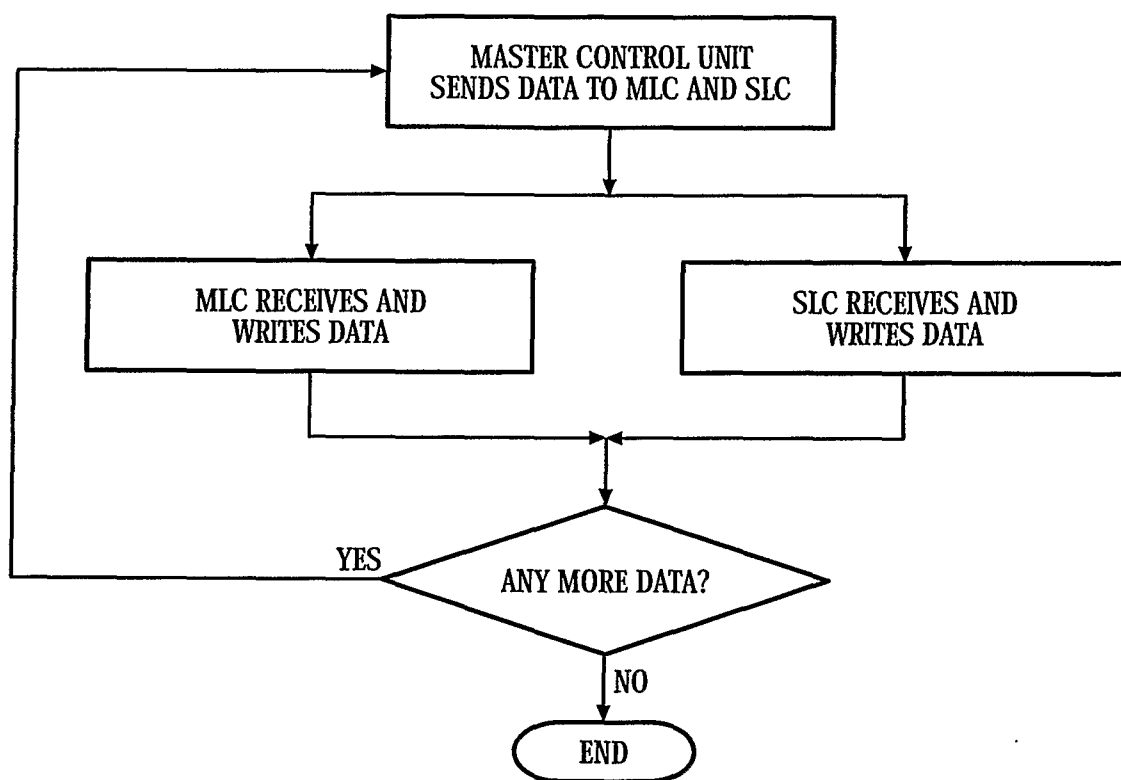 MASTER CONTROL UNIT
SENDS DATA TO MLC AND SLC
MLC RECEIVES AND
WRITES DATA
SLC RECEIVES AND
WRITES DATA
YES
ANY MORE DATA?
NO
END